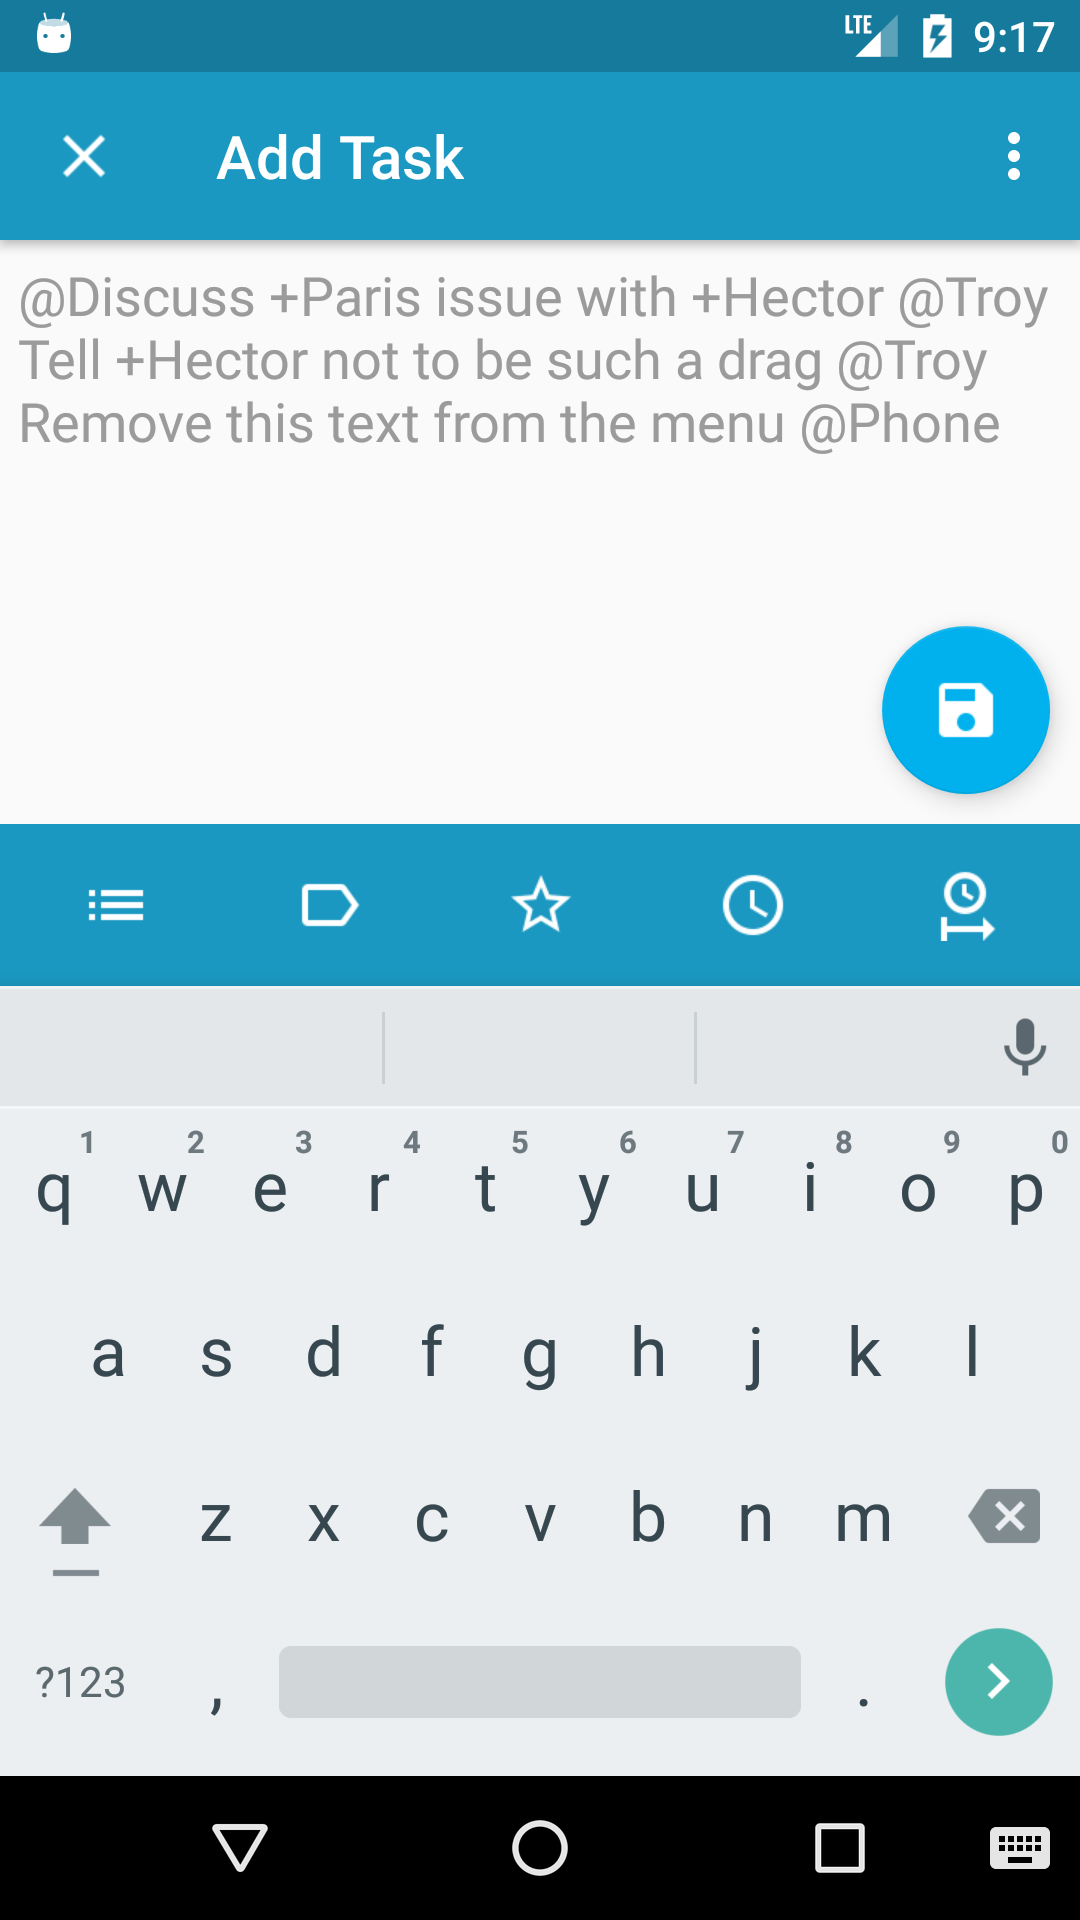 LTE 9:17
Add Task
@Discuss +Paris issue with +Hector @Troy
Tell +Hector not to be such a drag @Troy
Remove this text from the menu @Phone
1 2 3 4 5 6 7 8 9 0
q w e r t y u i o p
a s d f g h j k l
z x c v b n m
?123 , .